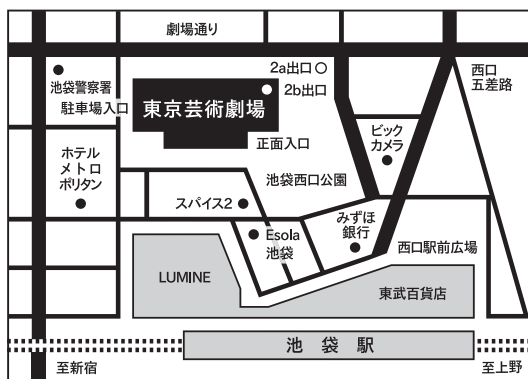 劇場通り
2a出口
2b出口
西口
五差路
池袋警察署
駐車場入口
東京芸術劇場
正面入口
ビック
カメラ
ホテル
メトロ
ポリタン
池袋西口公園
スパイス2
みずほ
銀行
Esola
池袋
西口駅前広場
LUMINE
東武百貨店
池袋駅
至新宿
至上野